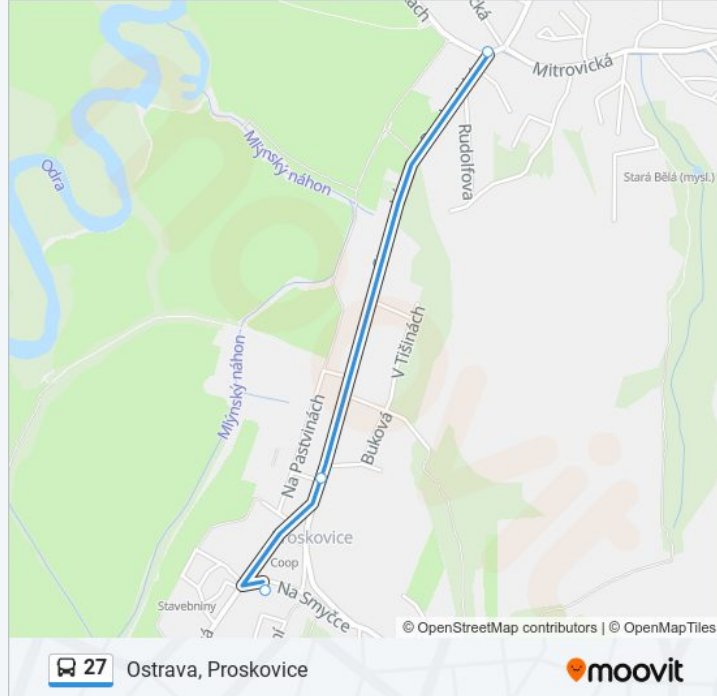 Mitrovická
Mlýnský náhon
Rudolfova
Odra
Stará Bělá (mysl.)
V Tišinách
Mlýnský náhon
Na Pastvinách
Buková
Coop
Na Smyčce
Stavebniny
© OpenStreetMap contributors | © OpenMapTiles
27 Ostrava, Proskovice
moovit